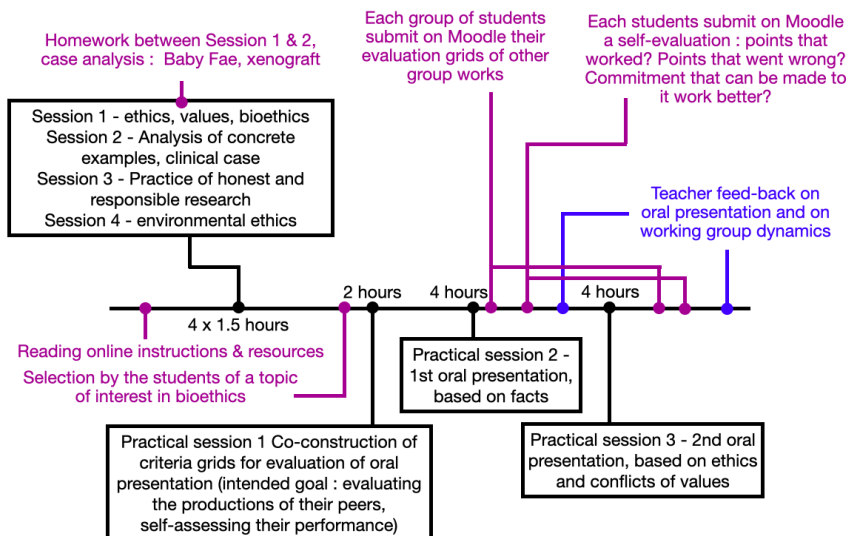 Homework between Session 1 & 2,
case analysis : Baby Fae, xenograft
Each group of students
submit on Moodle their
evaluation grids of other
group works
Each students submit on Moodle
a self-evaluation : points that
worked? Points that went wrong?
Commitment that can be made to
it work better?
Session 1 - ethics, values, bioethics
Session 2 - Analysis of concrete
examples, clinical case
Session 3 - Practice of honest and
responsible research
Session 4 - environmental ethics
Teacher feed-back on
oral presentation and on
working group dynamics
2 hours
4 hours
4 hours
4 x 1.5 hours
Reading online instructions & resources
Selection by the students of a topic
of interest in bioethics
Practical session 2 -
1st oral presentation,
based on facts
Practical session 1 Co-construction of
criteria grids for evaluation of oral
presentation (intended goal : evaluating
the productions of their peers,
self-assessing their performance)
Practical session 3 - 2nd oral
presentation, based on ethics
and conflicts of values